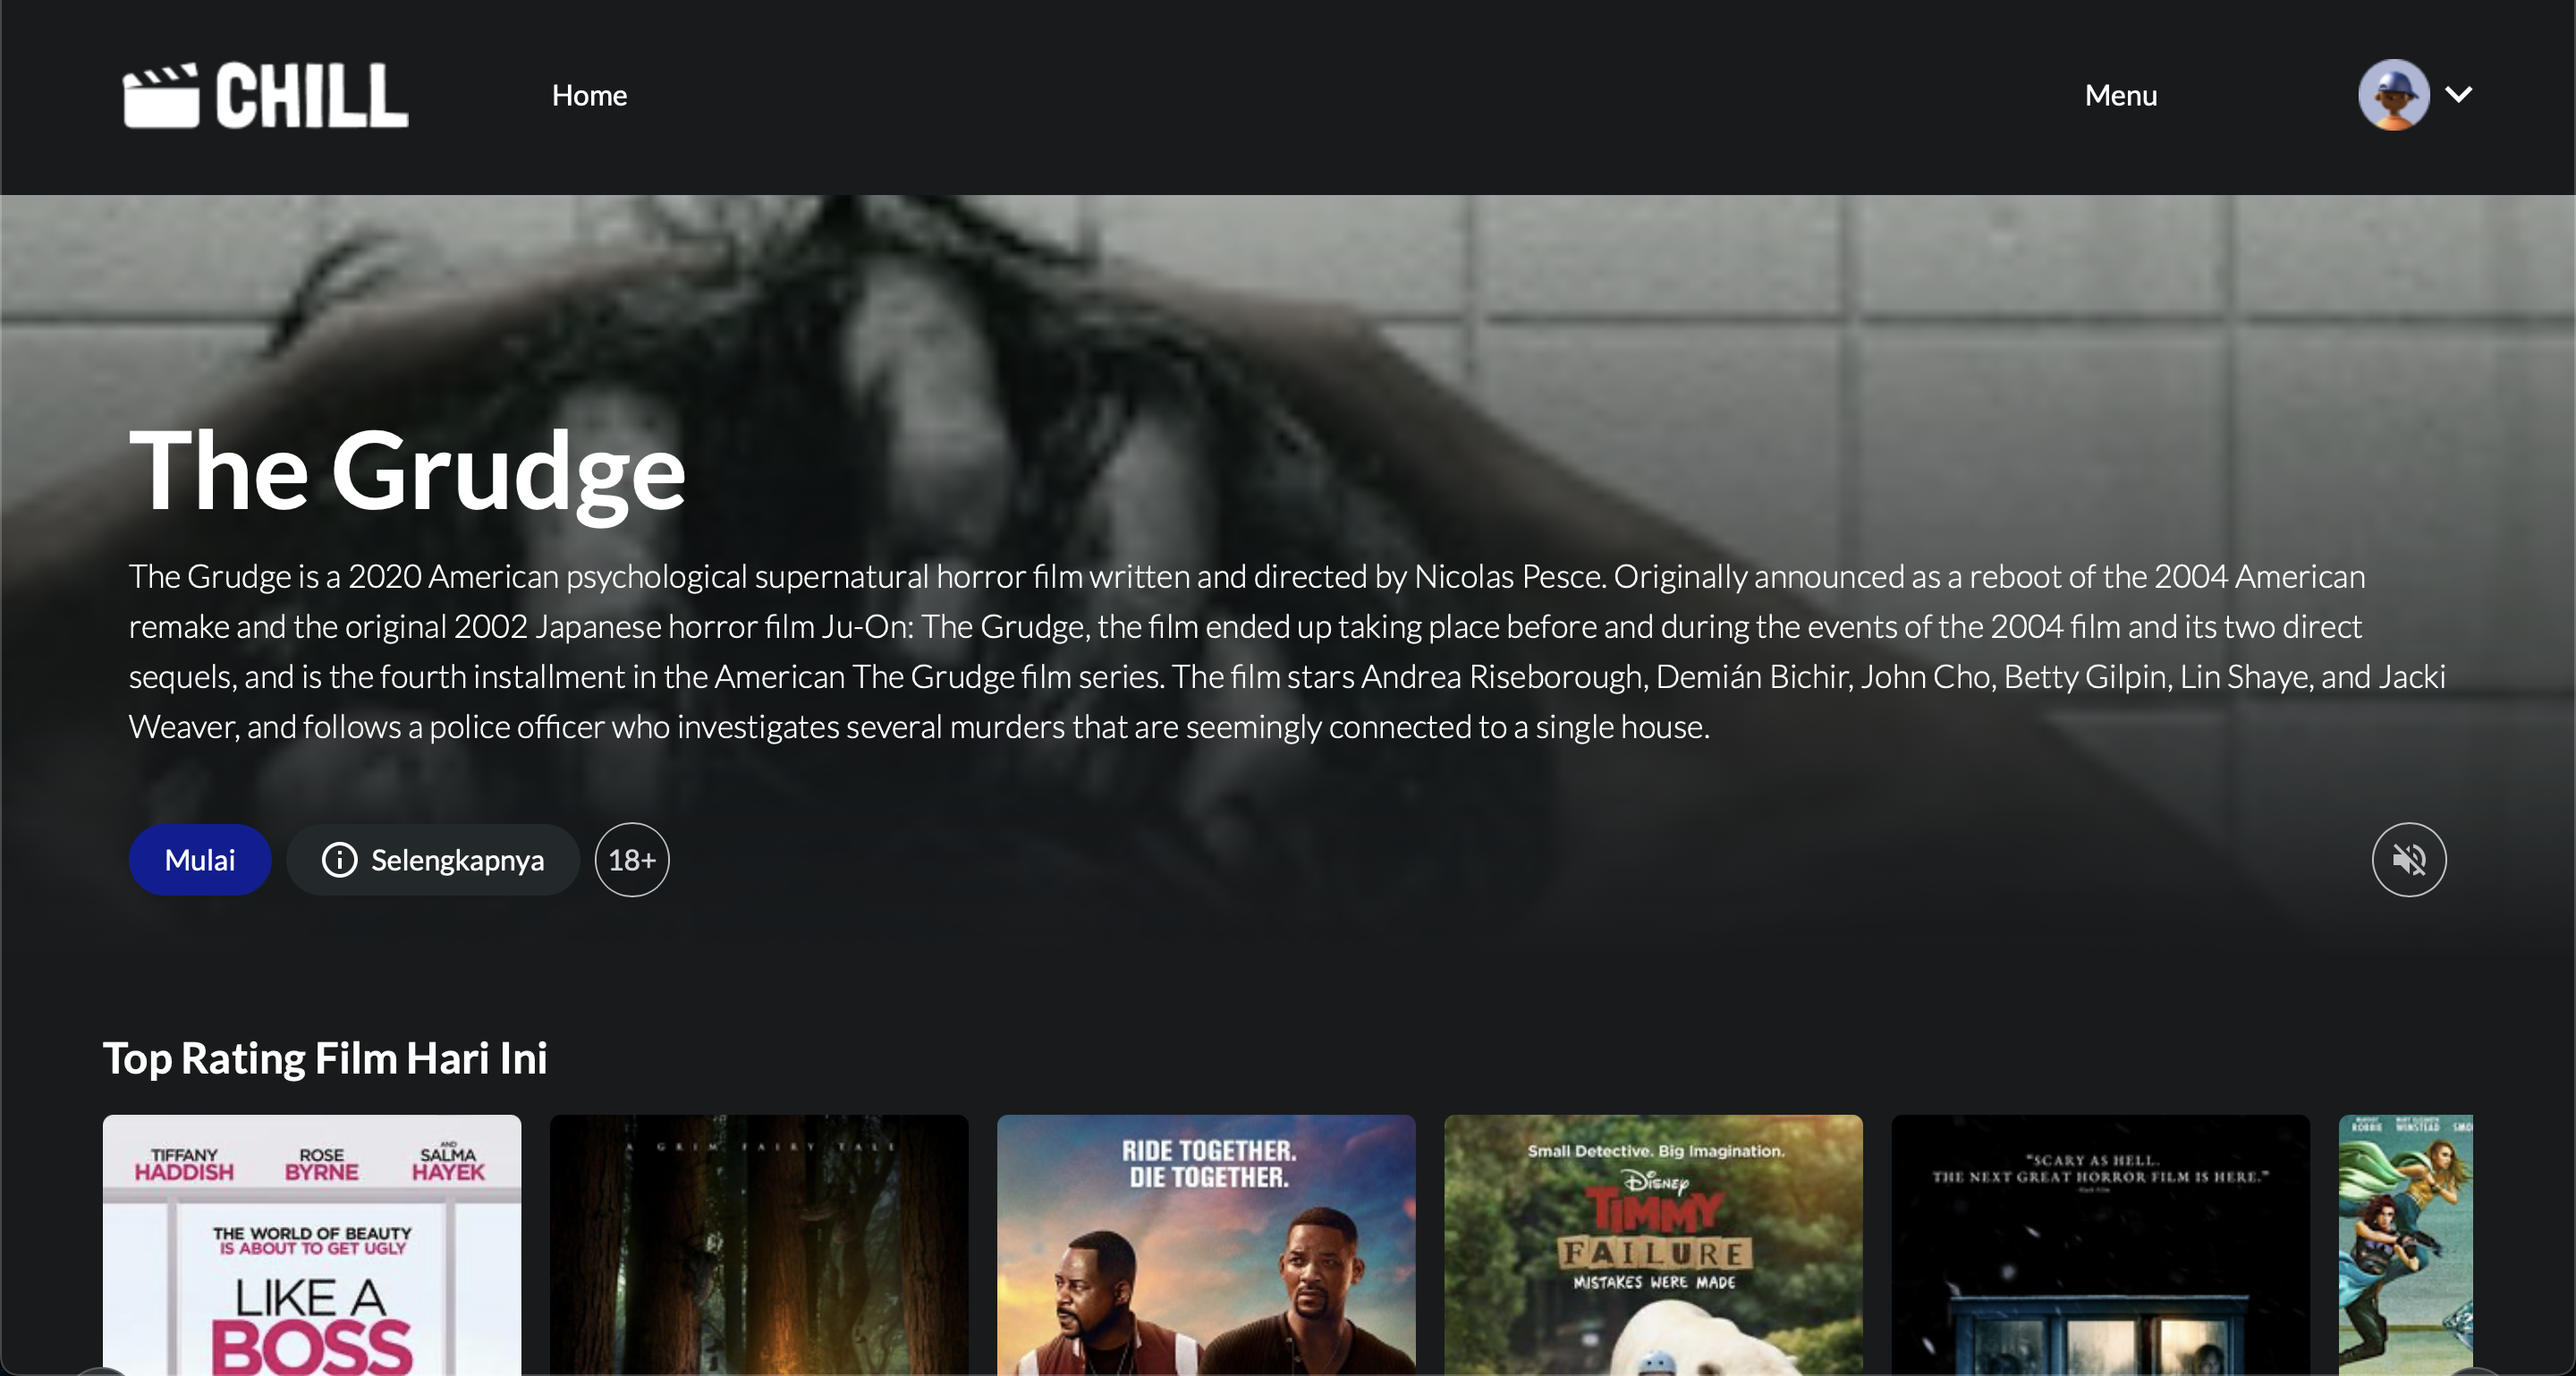 CHILL
Home
Menu
The Grudge
The Grudge is a 2020 American psychological supernatural horror film written and directed by Nicolas Pesce. Originally announced as a reboot of the 2004 American
remake and the original 2002 Japanese horror film Ju-On: The Grudge, the film ended up taking place before and during the events of the 2004 film and its two direct
sequels, and is the fourth installment in the American The Grudge film series. The film stars Andrea Riseborough, Demián Bichir, John Cho, Betty Gilpin, Lin Shaye, and Jacki
Weaver, and follows a police officer who investigates several murders that are seemingly connected to a single house.
Mulai
Selengkapnya
18+
Top Rating Film Hari Ini
TIFFANY HADDISH
ROSE BYRNE
AND SALMA HAYEK
THE WORLD OF BEAUTY
IS ABOUT TO GET UGLY
LIKE A
BOSS
A GRIM FAIRY TALE
RIDE TOGETHER.
DIE TOGETHER.
Small Detective. Big Imagination.
DISNEY
TIMMY
FAILURE
MISTAKES WERE MADE
"SCARY AS HELL.
THE NEXT GREAT HORROR FILM IS HERE."
ROBBIE
WINSTEAD